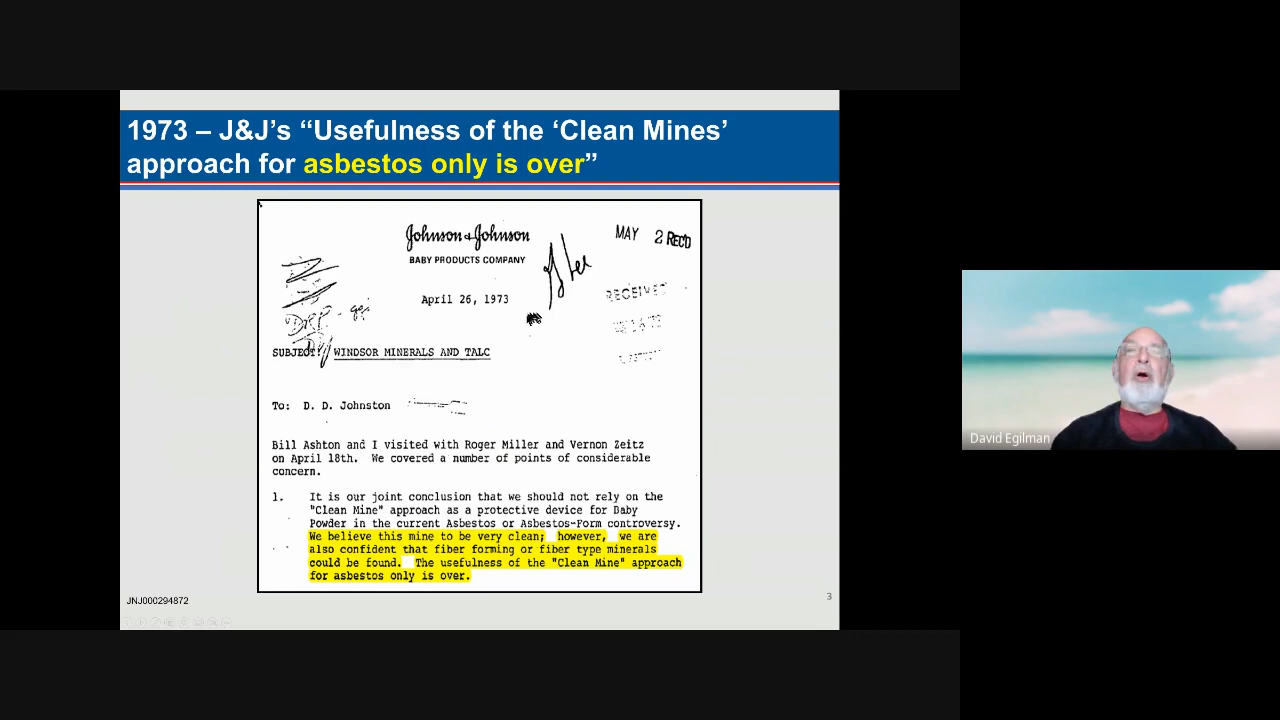 1973 – J&J’s “Usefulness of the ‘Clean Mines’
approach for asbestos only is over”
Johnson & Johnson
BABY PRODUCTS COMPANY
MAY 2 REC'D
April 26, 1973
RECEIVED
SUBJECT: WINDSOR MINERALS AND TALC
To: D. D. Johnston
Bill Ashton and I visited with Roger Miller and Vernon Zeitz
on April 18th. We covered a number of points of considerable
concern.
1. It is our joint conclusion that we should not rely on the
"Clean Mine" approach as a protective device for Baby
Powder in the current Asbestos or Asbestos-Form controversy.
We believe this mine to be very clean; however, we are
also confident that fiber forming or fiber type minerals
could be found. The usefulness of the "Clean Mine" approach
for asbestos only is over.
JNJ000294872
3
David Egilman